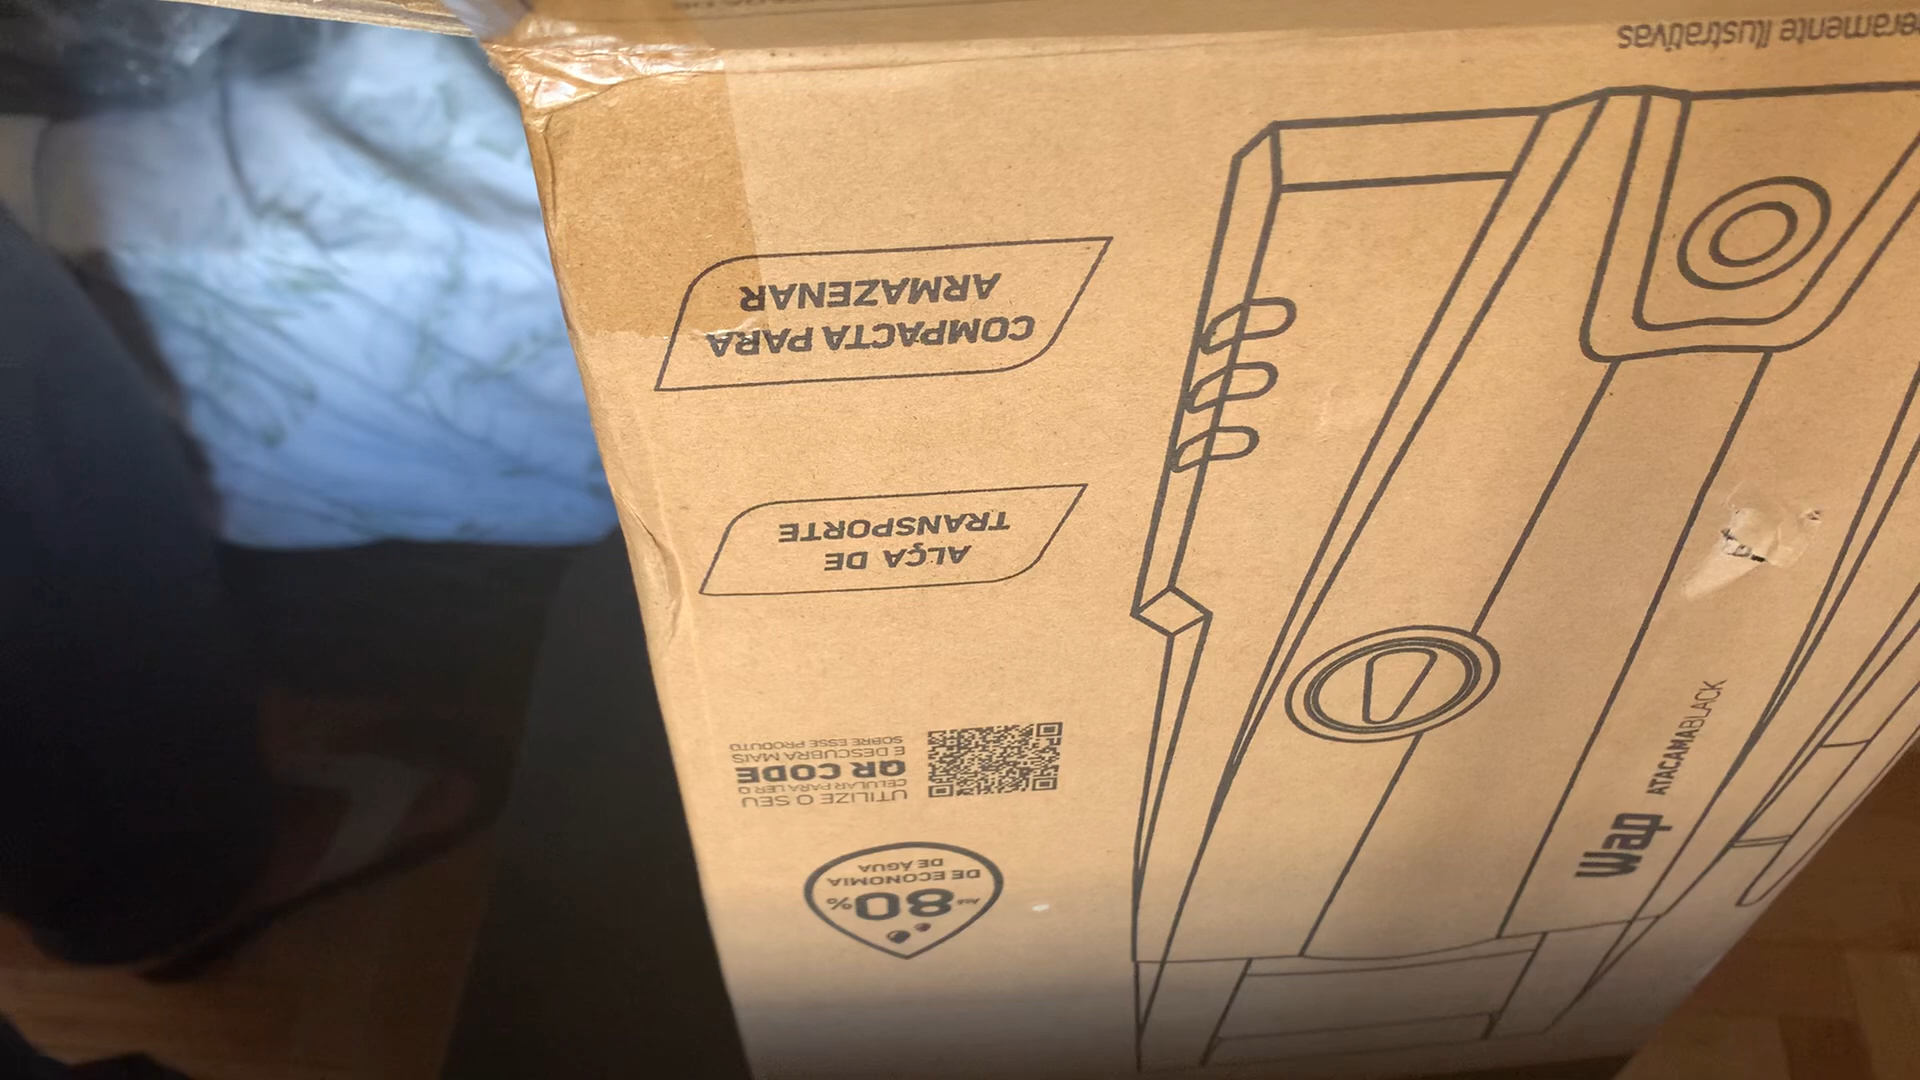 COMPACTA PARA
ARMAZENAR
ALÇA DE
TRANSPORTE
UTILIZE O SEU
CELULAR PARA LER O
QR CODE
E DESCUBRA MAIS
SOBRE ESSE PRODUTO
Até
80%
DE ECONOMIA
DE ÁGUA
Wap ATACAMABLACK
Ilustrativas